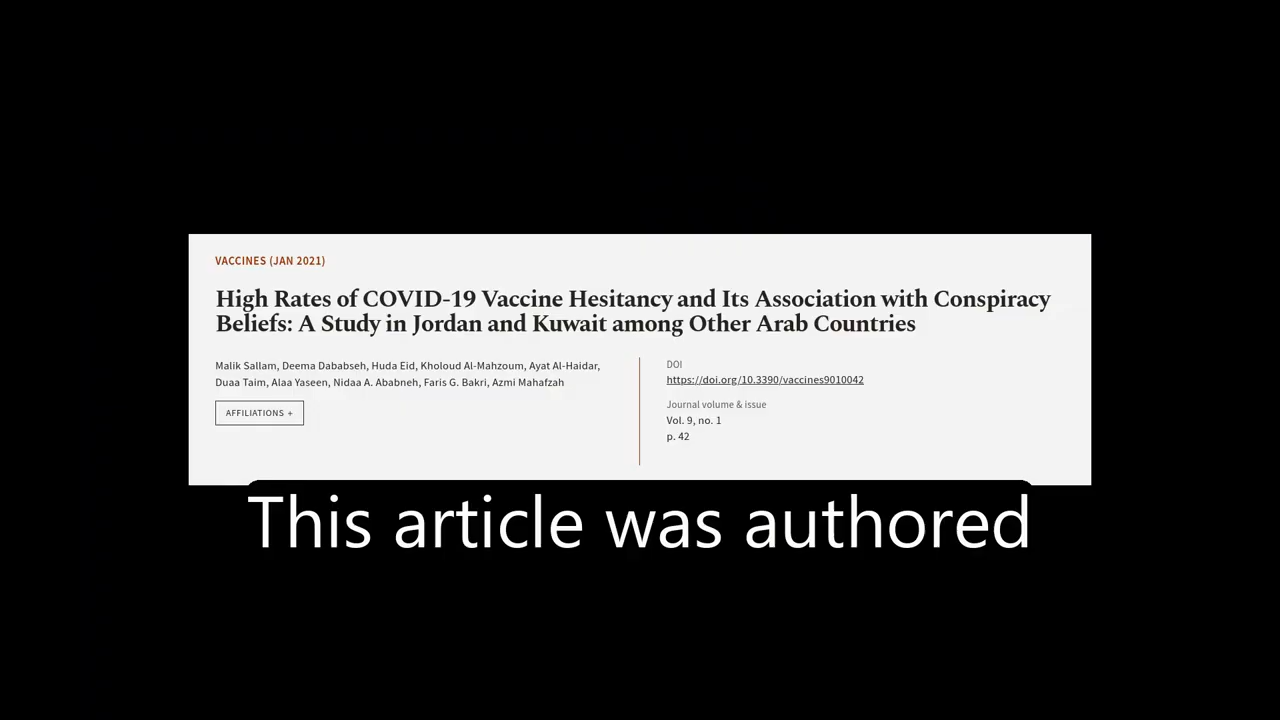 VACCINES (JAN 2021)
High Rates of COVID-19 Vaccine Hesitancy and Its Association with Conspiracy
Beliefs: A Study in Jordan and Kuwait among Other Arab Countries
Malik Sallam, Deema Dababseh, Huda Eid, Kholoud Al-Mahzoum, Ayat Al-Haidar,
Duaa Taim, Alaa Yaseen, Nidaa A. Ababneh, Faris G. Bakri, Azmi Mahafzah
AFFILIATIONS +
DOI
https://doi.org/10.3390/vaccines9010042
Journal volume & issue
Vol. 9, no. 1
p. 42
This article was authored